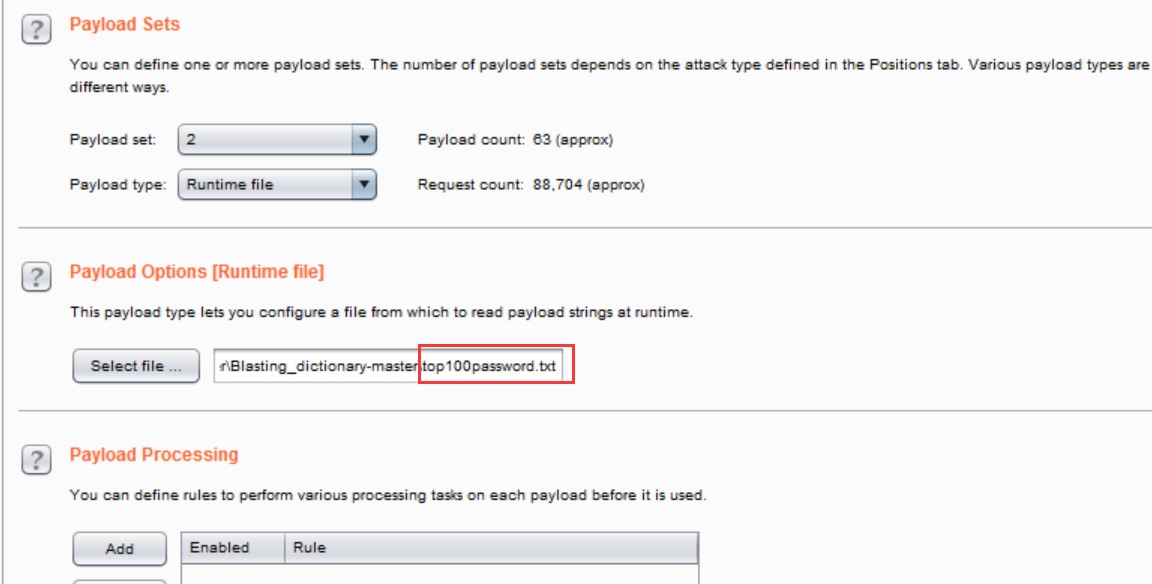 Payload Sets
You can define one or more payload sets. The number of payload sets depends on the attack type defined in the Positions tab. Various payload types are
different ways.
Payload set: 2 Payload count: 63 (approx)
Payload type: Runtime file Request count: 88,704 (approx)
Payload Options [Runtime file]
This payload type lets you configure a file from which to read payload strings at runtime.
Select file ... r\Blasting_dictionary-master\top100password.txt
Payload Processing
You can define rules to perform various processing tasks on each payload before it is used.
Add Enabled Rule